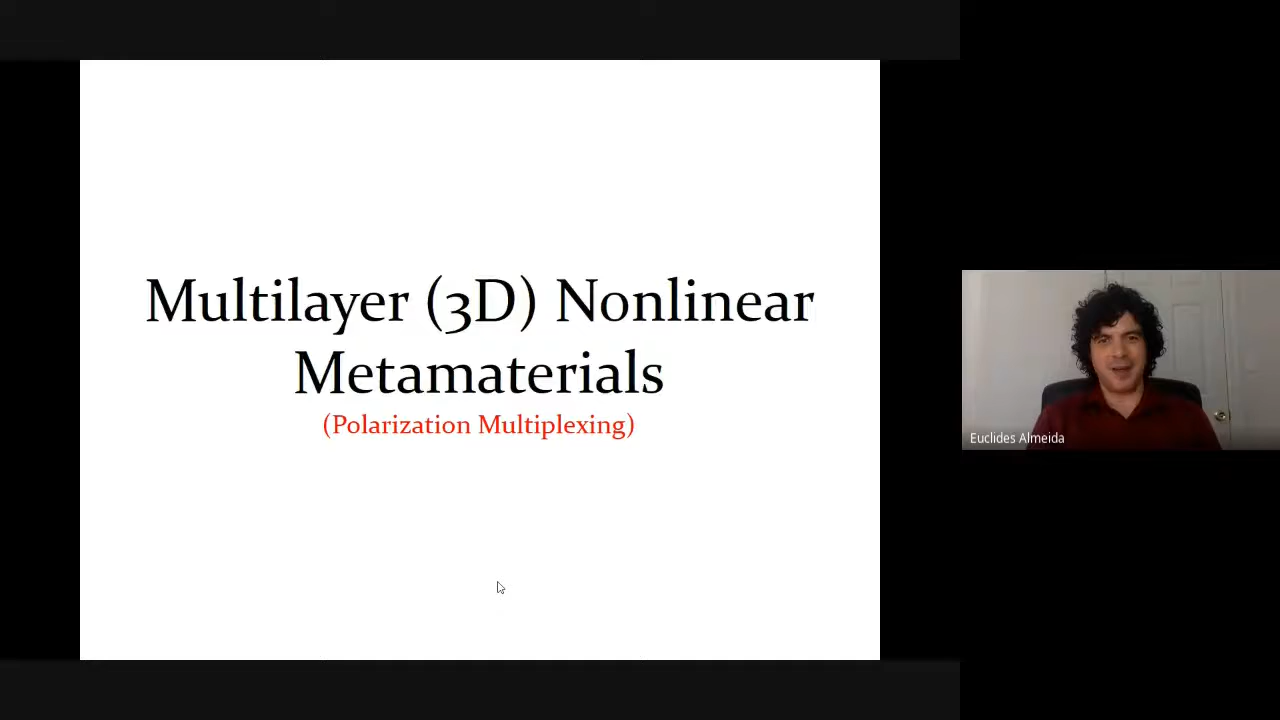 Multilayer (3D) Nonlinear
Metamaterials
(Polarization Multiplexing)
Euclides Almeida